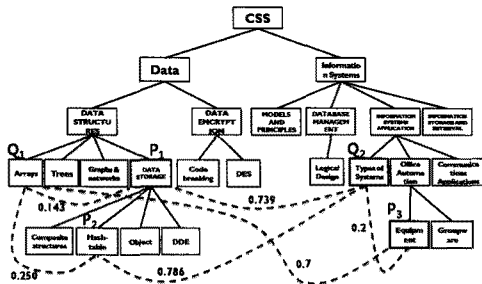 CSS
Data
Informatio
n Systems
DATA
STRUCTU
RES
DATA
ENCRYPT
ION
MODELS
AND
PRINCIPLES
DATABASE
MANAGEM
ENT
INFORMATION
SYSTEMS
APPLICATION
INFORMATION
STORAGE AND
RETRIEVAL
Q1
P1
Q2
Arrays
Trees
Graphs &
networks
DATA
STORAGE
Code
breaking
DES
Logical
Design
Types of
Systems
Office
Automa
tion
Communica
tions
Applications
0.143
0.739
P2
P3
Composite
structures
Hash-
table
Object
DDE
Equipm
ent
Groupwa
re
0.2
0.250
0.786
0.7